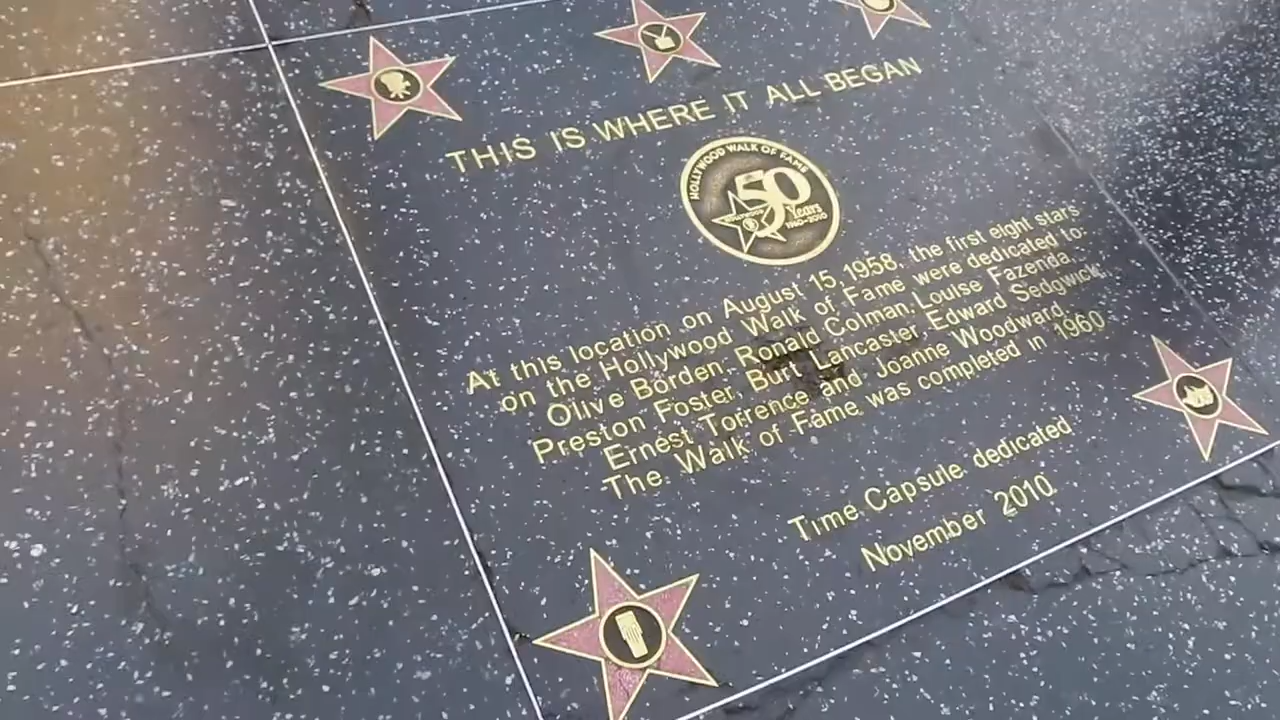 THIS IS WHERE IT ALL BEGAN
HOLLYWOOD WALK OF FAME
50
Years
1960-2010
At this location on August 15, 1958, the first eight stars
on the Hollywood Walk of Fame were dedicated to:
Olive Borden, Ronald Colman, Louise Fazenda,
Preston Foster, Burt Lancaster, Edward Sedgwick,
Ernest Torrence and Joanne Woodward.
The Walk of Fame was completed in 1960.
Time Capsule dedicated
November 2010